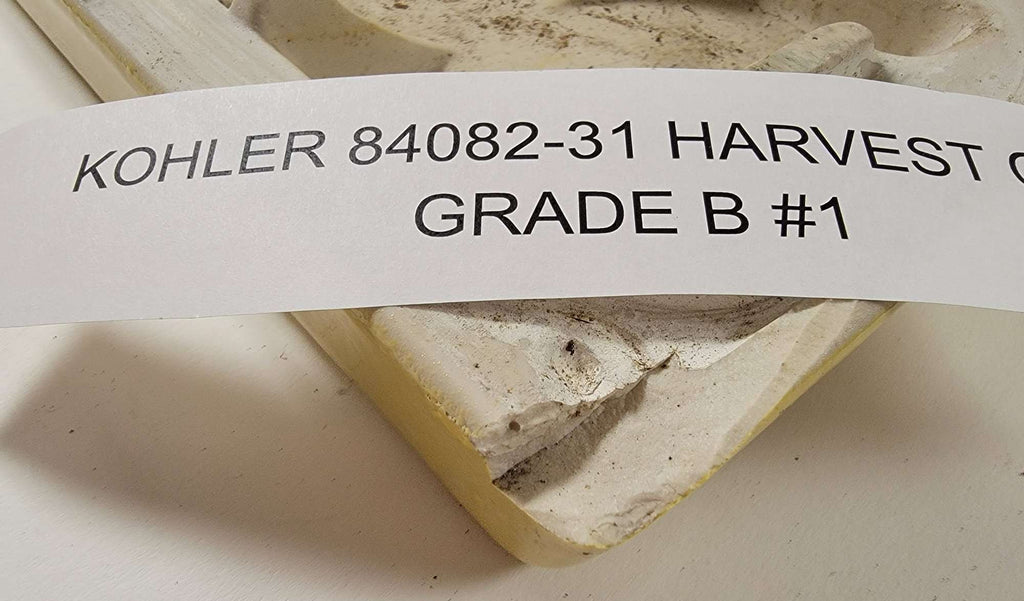 KOHLER 84082-31 HARVEST
GRADE B #1